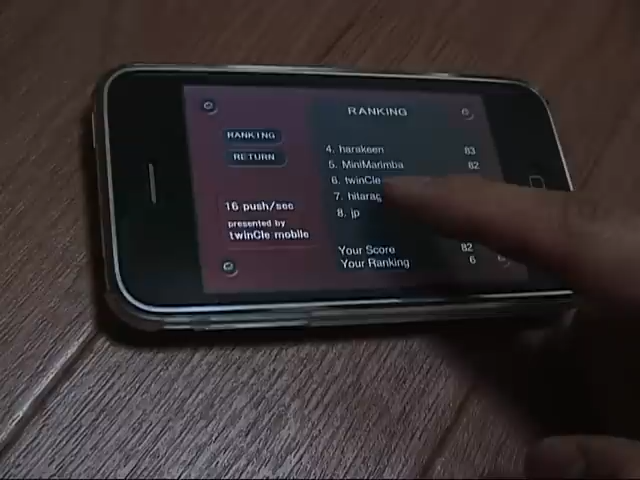 RANKING
RETURN
16 push/sec
presented by
twinCle mobile
RANKING
4. harakeen 83
5. MiniMarimba 82
6. twinCle
7.
8. jp
Your Score 82
Your Ranking 6